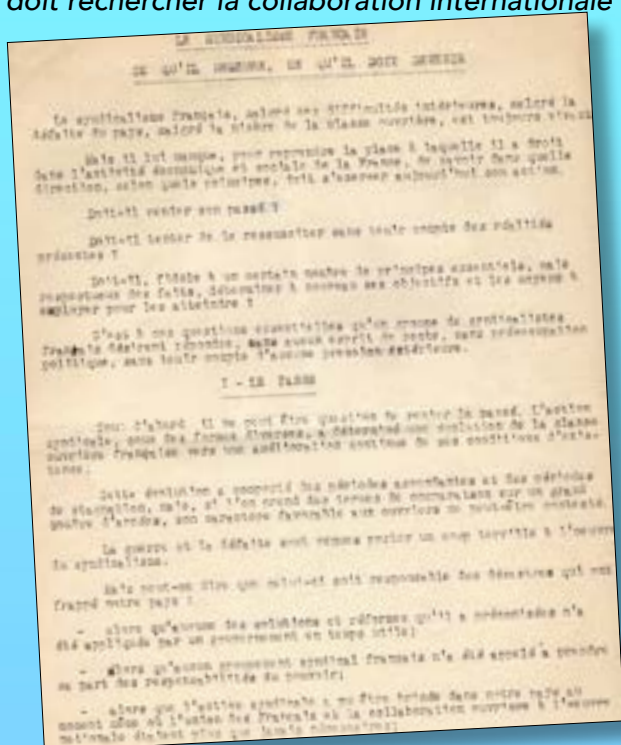 doit rechercher la collaboration internationale
LE SYNDICALISME FRANÇAIS
CE QU'IL DEMEURE, CE QU'IL DOIT DEVENIR
Le syndicalisme français, malgré ses difficultés intérieures, malgré la
défaite du pays, malgré la misère de la classe ouvrière, est toujours vivant
Mais il lui manque, pour reprendre la place à laquelle il a droit
dans l'activité économique et sociale de la France, de savoir dans quelle
direction, selon quels principes, doit s'exercer aujourd'hui son action.
Doit-il renier son passé ?
Doit-il tenter de le ressusciter sans tenir compte des réalités
présentes ?
Doit-il, fidèle à un certain nombre de principes essentiels, mais
respectueux des faits, déterminer à nouveau ses objectifs et les moyens à
employer pour les atteindre ?
C'est à ces questions essentielles qu'un groupe de syndicalistes
français désirent répondre, sans aucun esprit de secte, sans préoccupation
politique, sans tenir compte d'aucune pression extérieure.
I - LE PASSE
Tout d'abord il ne peut être question de renier le passé. L'action
syndicale, sous des formes diverses, a déterminé une évolution de la classe
ouvrière française vers une amélioration continue de ses conditions d'exis-
tence.
Cette évolution a comporté des périodes ascendantes et des périodes
de stagnation, mais, si l'on prend des termes de comparaison sur un grand
nombre d'années, son caractère favorable aux ouvriers ne peut-être contesté.
La guerre et la défaite sont venues porter un coup terrible à l'oeuvre
du syndicalisme.
Mais peut-on dire que celui-ci soit responsable des désastres qui ont
frappé notre pays :
- alors qu'aucune des solutions et réformes qu'il a préconisées n'a
été appliquée par un gouvernement en temps utile;
- alors qu'aucun groupement syndical français n'a été appelé à prendre
sa part des responsabilités du pouvoir;
- alors que l'action syndicale a pu être brimée dans notre pays au
moment même où l'union des Français et la collaboration ouvrière à l'oeuvre
nationale étaient plus que jamais nécessaires;